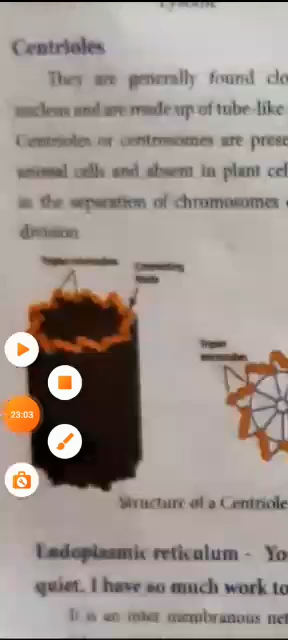 Centrioles
They are generally found clo
nucleus and are made up of tube-like
Centrioles or centrosomes are prese
animal cells and absent in plant cel
in the separation of chromosomes
division
Triplet microtubules
Connecting
Triplet
microtubules
23:03
Structure of a Centriole
Endoplasmic reticulum - Yo
quiet. I have so much work to
It is an inter membranous net